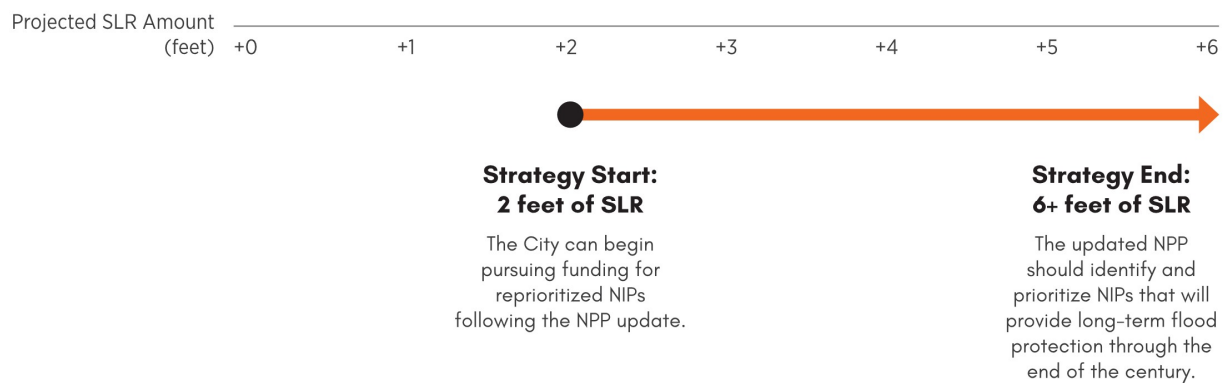 Projected SLR Amount
(feet)
+0 +1 +2 +3 +4 +5 +6
Strategy Start:
2 feet of SLR
The City can begin
pursuing funding for
reprioritized NIPs
following the NPP update.
Strategy End:
6+ feet of SLR
The updated NPP
should identify and
prioritize NIPs that will
provide long-term flood
protection through the
end of the century.